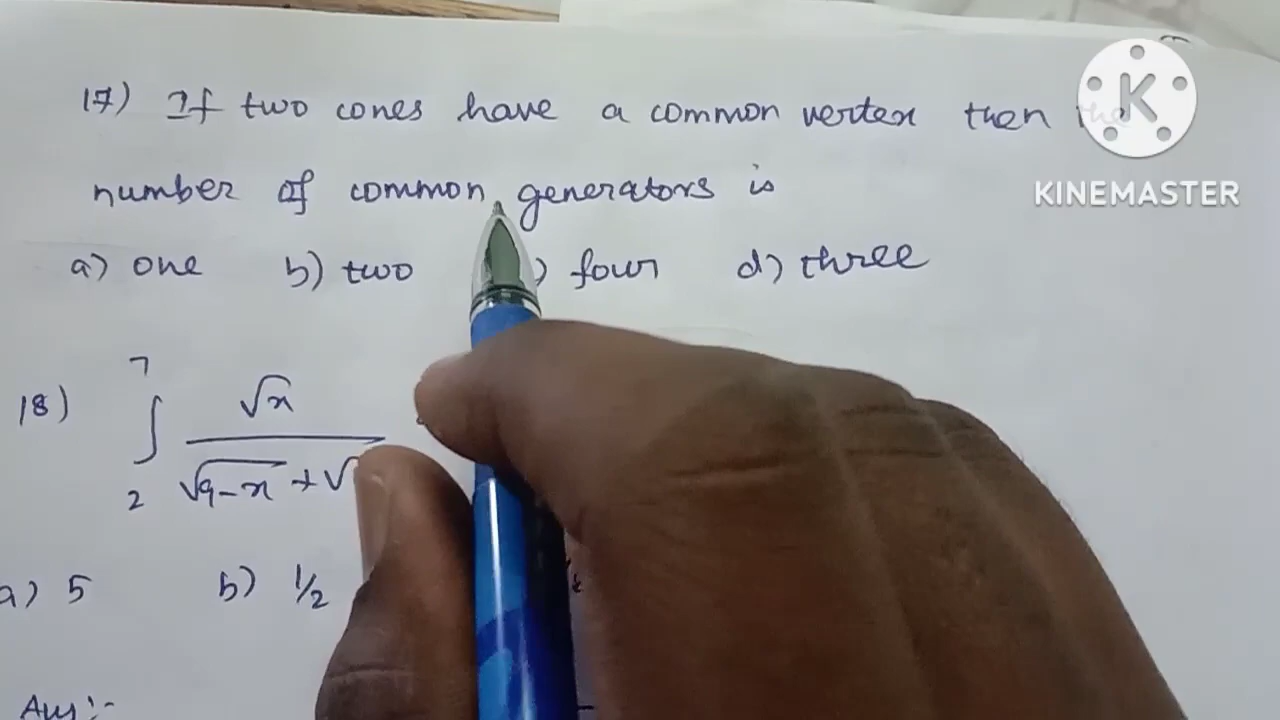 17) If two cones have a common vertex then the
KINEMASTER
number of common generators is
a) one b) two ) four d) three
7
18) ∫ √x
2 √9-x + √
a) 5 b) 1/2
Ans:-